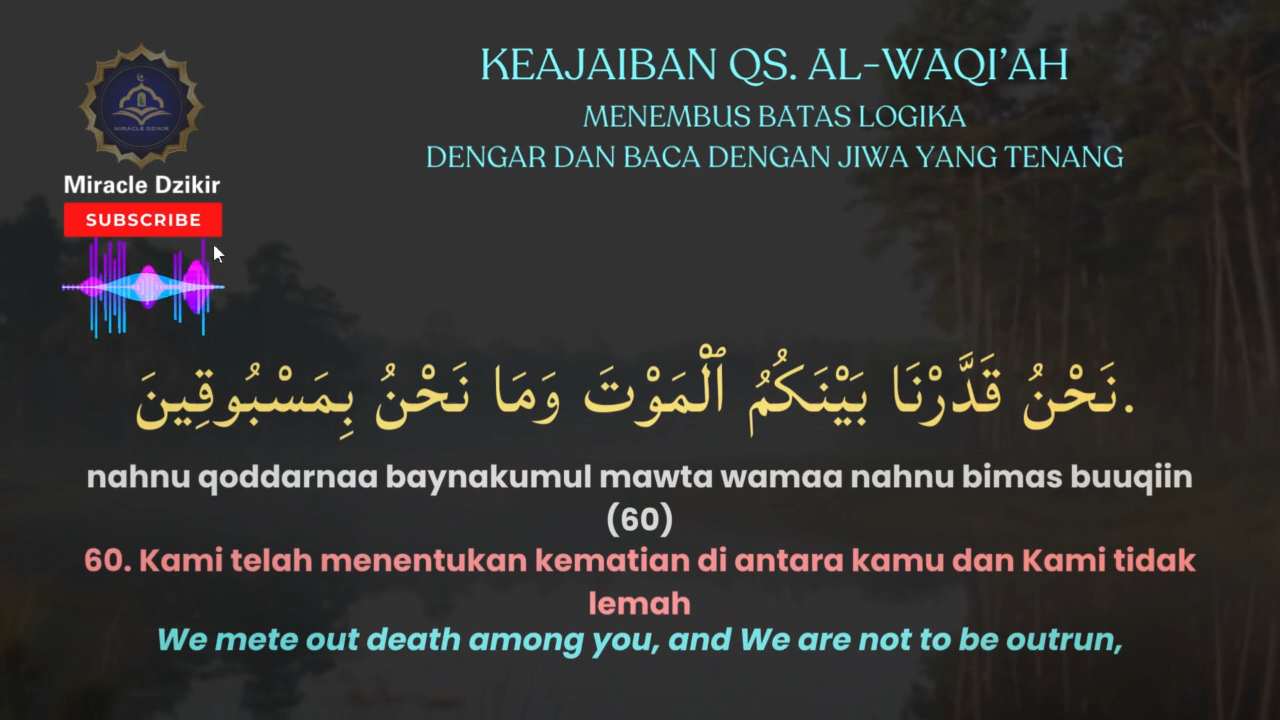 KEAJAIBAN QS. AL-WAQI'AH
MENEMBUS BATAS LOGIKA
DENGAR DAN BACA DENGAN JIWA YANG TENANG
MIRACLE DZIKIR
Miracle Dzikir
SUBSCRIBE
نَحْنُ قَدَّرْنَا بَيْنَكُمُ ٱلْمَوْتَ وَمَا نَحْنُ بِمَسْبُوقِينَ.
nahnu qoddarnaa baynakumul mawta wamaa nahnu bimas buuqiin
(60)
60. Kami telah menentukan kematian di antara kamu dan Kami tidak
lemah
We mete out death among you, and We are not to be outrun,